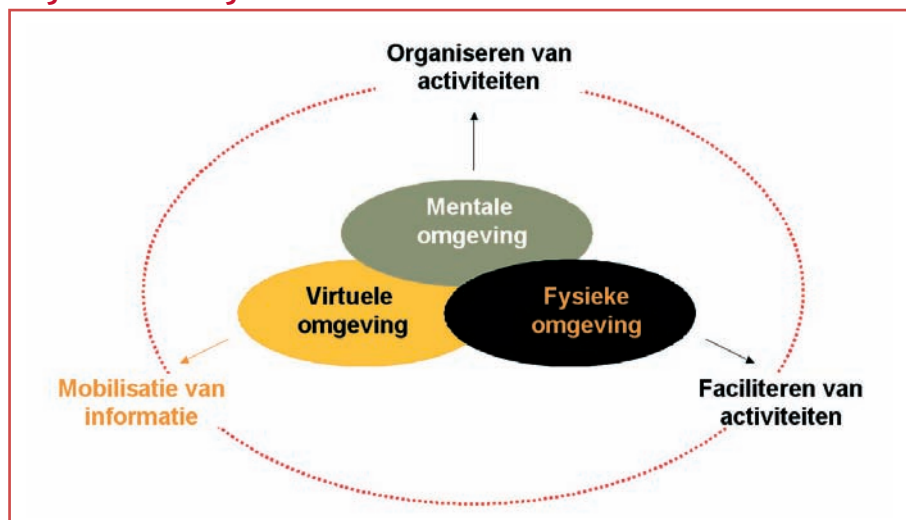 Organiseren van
activiteiten
Mentale
omgeving
Virtuele
omgeving
Fysieke
omgeving
Mobilisatie van
informatie
Faciliteren van
activiteiten